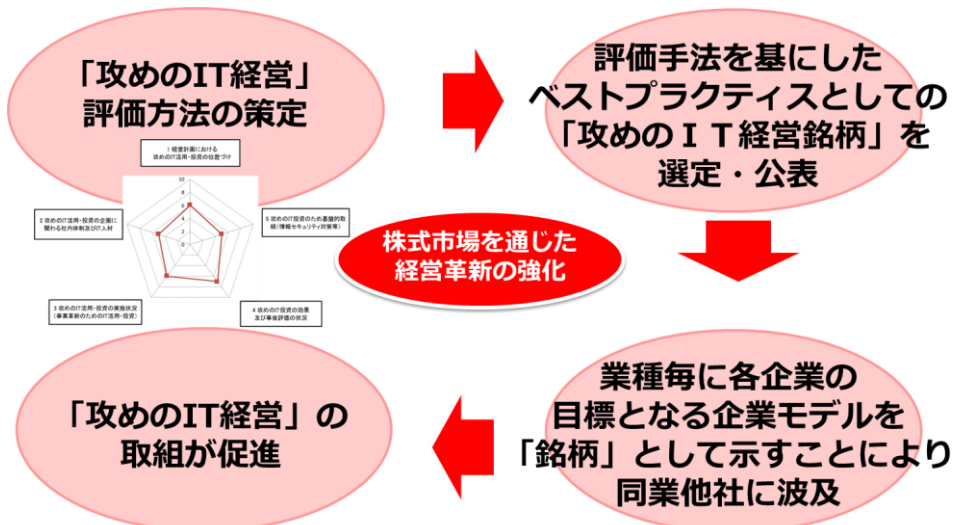 「攻めのIT経営」
評価方法の策定
1 経営計画における
攻めのIT活用・投資の位置づけ
10
8
6
4
2
0
2 攻めのIT活用・投資の企画に
関わる社内体制及びIT人材
5 攻めのIT投資のため基盤的取
組(情報セキュリティ対策等)
3 攻めのIT活用・投資の実施状況
(事業革新のためのIT活用・投資)
4 攻めのIT投資の効果
及び事後評価の状況
評価手法を基にした
ベストプラクティスとしての
「攻めのＩＴ経営銘柄」を
選定・公表
株式市場を通じた
経営革新の強化
業種毎に各企業の
目標となる企業モデルを
「銘柄」として示すことにより
同業他社に波及
「攻めのIT経営」の
取組が促進